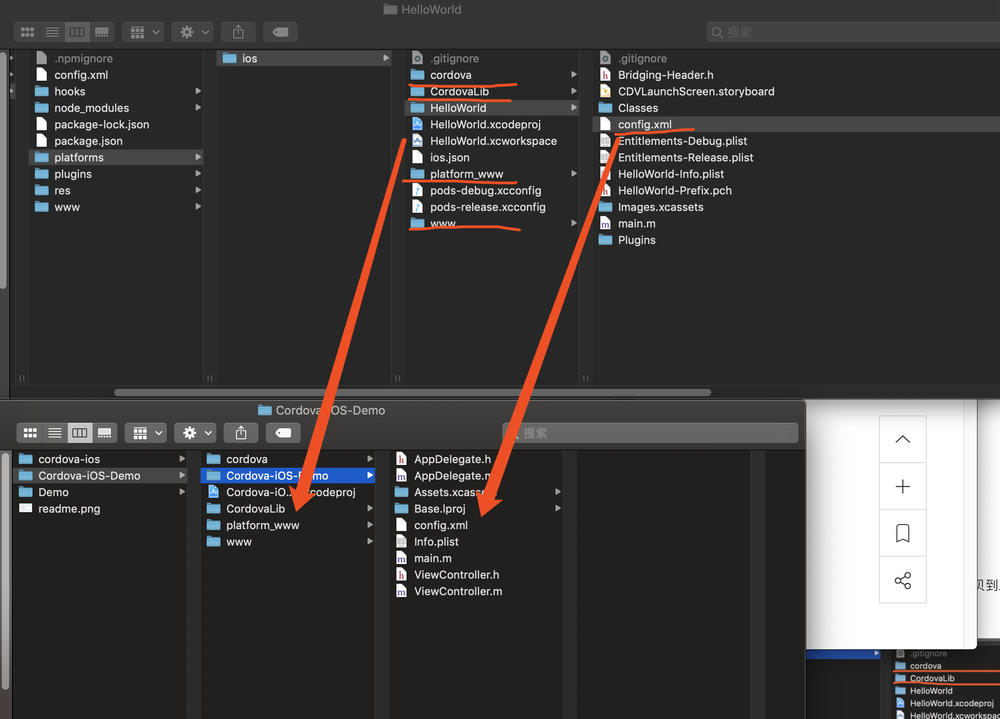 HelloWorld
搜索
.npmignore
config.xml
hooks
node_modules
package-lock.json
package.json
platforms
plugins
res
www
ios
.gitignore
cordova
CordovaLib
HelloWorld
HelloWorld.xcodeproj
HelloWorld.xcworkspace
ios.json
platform_www
pods-debug.xcconfig
pods-release.xcconfig
www
.gitignore
Bridging-Header.h
CDVLaunchScreen.storyboard
Classes
config.xml
Entitlements-Debug.plist
Entitlements-Release.plist
HelloWorld-Info.plist
HelloWorld-Prefix.pch
Images.xcassets
main.m
Plugins
Cordova-iOS-Demo
搜索
cordova-ios
Cordova-iOS-Demo
Demo
readme.png
cordova
Cordova-iOS-Demo
Cordova-iO...xcodeproj
CordovaLib
platform_www
www
AppDelegate.h
AppDelegate.m
Assets.xcassets
Base.lproj
config.xml
Info.plist
main.m
ViewController.h
ViewController.m
贝到
.gitignore
cordova
CordovaLib
HelloWorld
HelloWorld.xcodeproj
HelloWorld.xcworkspac